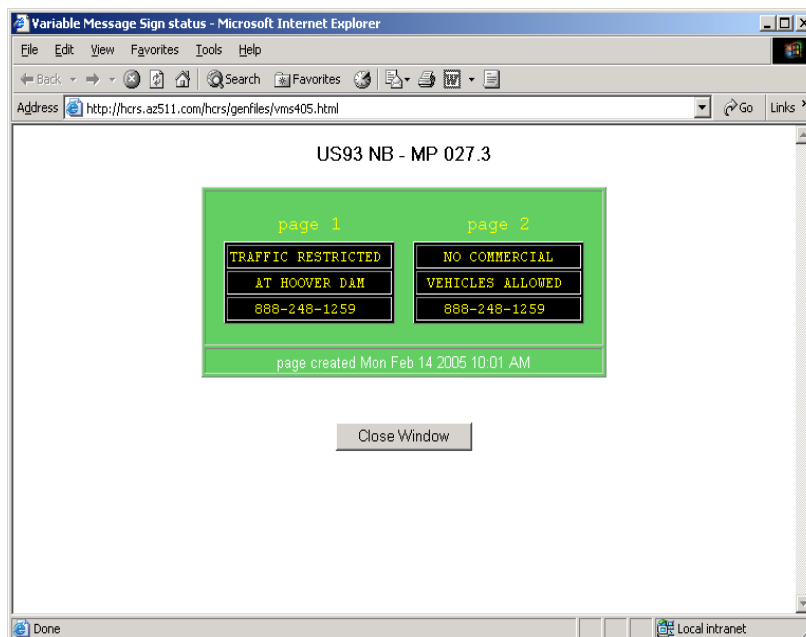 Variable Message Sign status - Microsoft Internet Explorer
File Edit View Favorites Tools Help
Back Search Favorites
Address http://hcrs.az511.com/hcrs/genfiles/vms405.html Go Links
US93 NB - MP 027.3
page 1 page 2
TRAFFIC RESTRICTED NO COMMERCIAL
AT HOOVER DAM VEHICLES ALLOWED
888-248-1259 888-248-1259
page created Mon Feb 14 2005 10:01 AM
Close Window
Done Local intranet